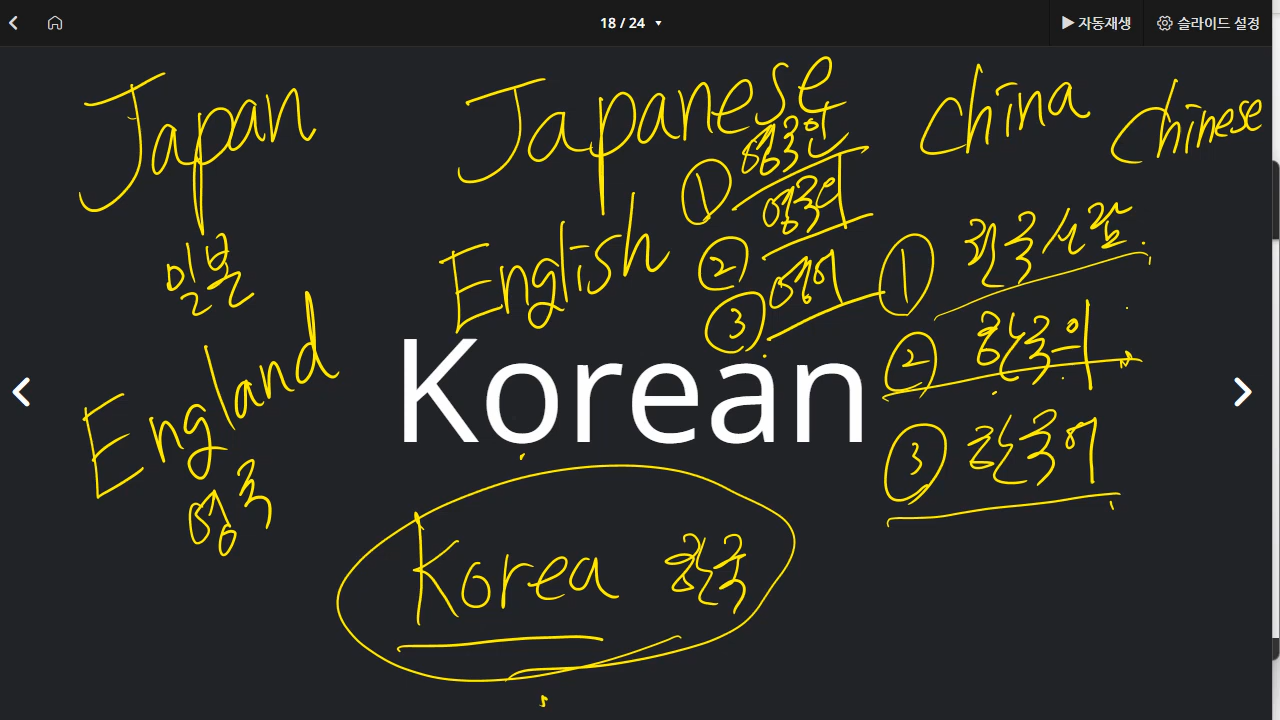 18 / 24
자동재생
슬라이드 설정
Japan
Japanese
China
Chinese
일본
English
① 영국인
② 영국의
③ 영어
① 한국사람
② 한국의
③ 한국어
England
영국
Korean
Korea 한국